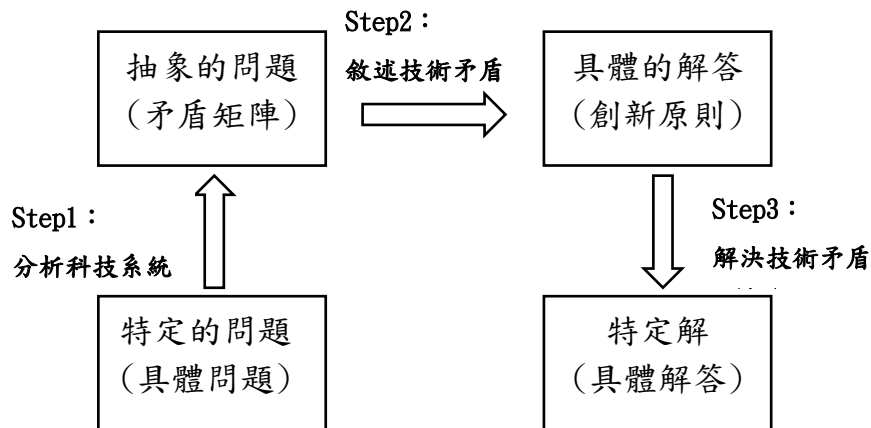 Step2：
敘述技術矛盾
抽象的問題
（矛盾矩陣）
具體的解答
（創新原則）
Step1：
分析科技系統
Step3：
解決技術矛盾
特定的問題
（具體問題）
特定解
（具體解答）